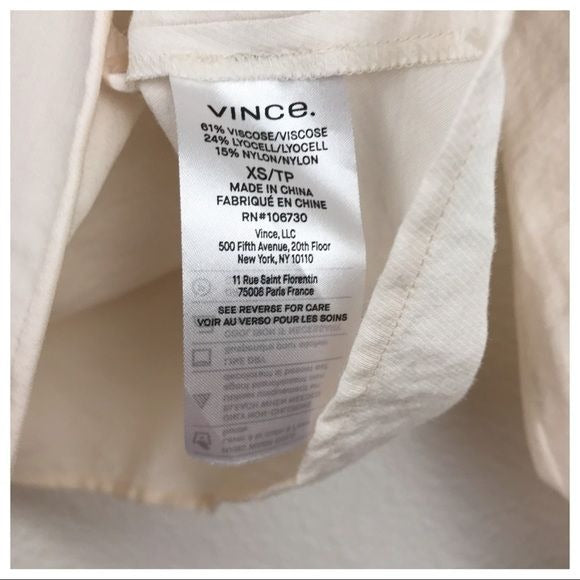 VINCE.
61% VISCOSE/VISCOSE
24% LYOCELL/LYOCELL
15% NYLON/NYLON
XS/TP
MADE IN CHINA
FABRIQUÉ EN CHINE
RN#106730
Vince, LLC
500 Fifth Avenue, 20th Floor
New York, NY 10110
11 Rue Saint Florentin
75008 Paris France
SEE REVERSE FOR CARE
VOIR AU VERSO POUR LES SOINS